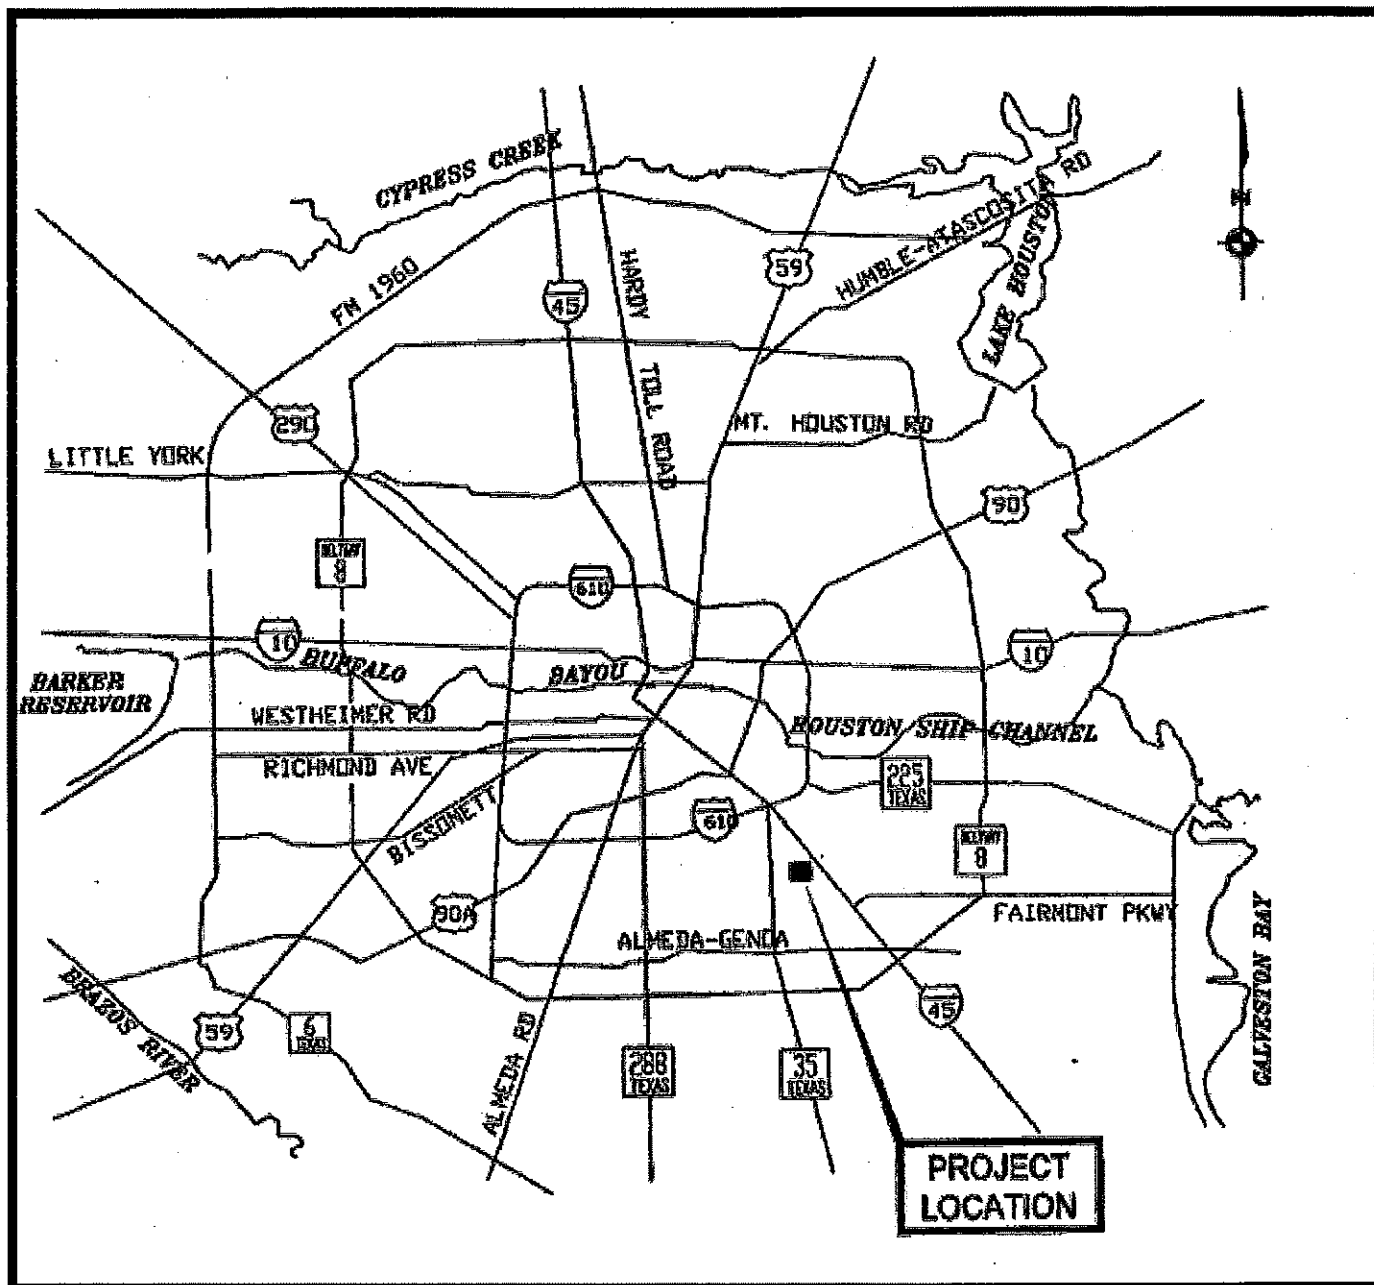 CYPRESS CREEK
HUMBLE-ATASCOSITA RD
N
FM 1960
45
HARDY
TOLL ROAD
59
LAKE HOUSTON
290
MT. HOUSTON RD
LITTLE YORK
90
BELTWAY
8
610
10
10
BUFFALO
BAYOU
BARKER
RESERVOIR
WESTHEIMER RD
HOUSTON SHIP CHANNEL
RICHMOND AVE
225
TEXAS
BISSONETT
610
BELTWAY
8
90A
FAIRMONT PKWY
ALMEDA-GENOA
GALVESTON BAY
BRAZOS RIVER
59
6
TEXAS
45
ALMEDA RD
288
TEXAS
35
TEXAS
PROJECT
LOCATION